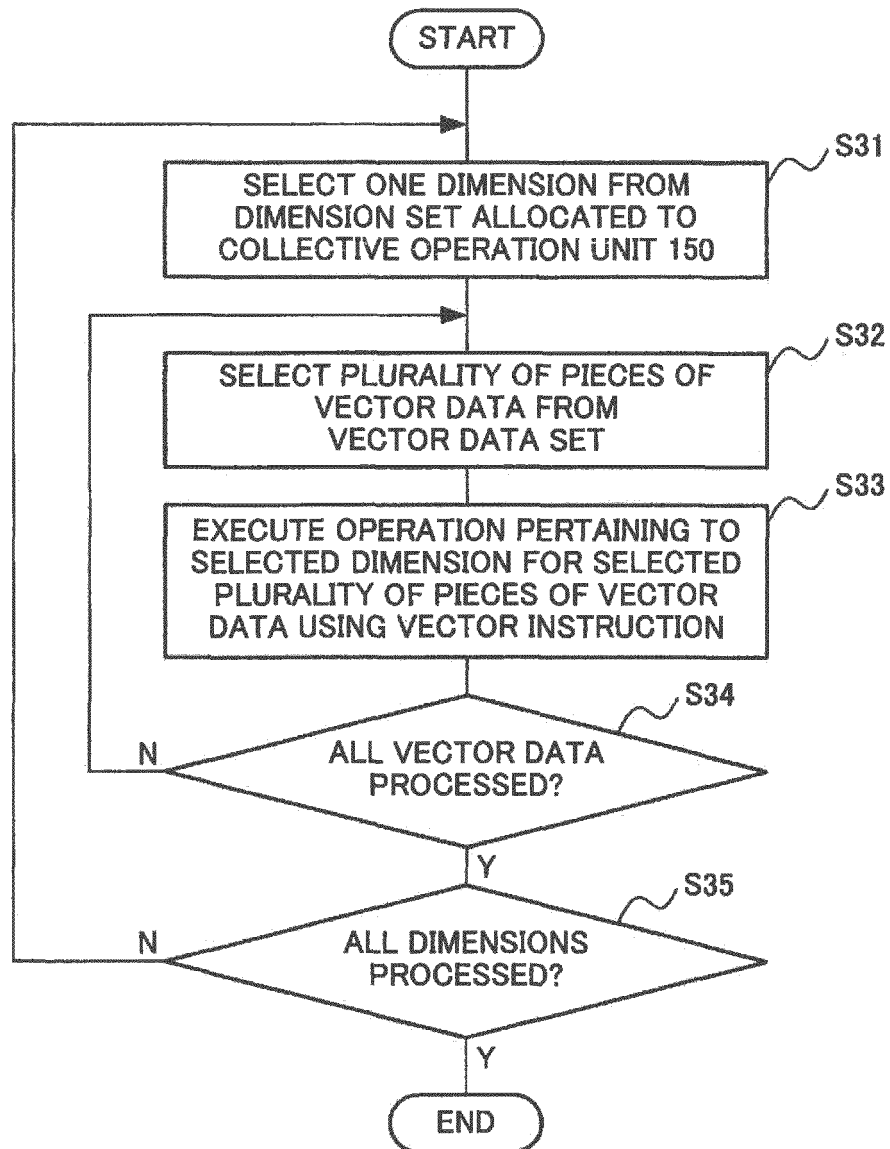 START
S31
SELECT ONE DIMENSION FROM
DIMENSION SET ALLOCATED TO
COLLECTIVE OPERATION UNIT 150
S32
SELECT PLURALITY OF PIECES OF
VECTOR DATA FROM
VECTOR DATA SET
S33
EXECUTE OPERATION PERTAINING TO
SELECTED DIMENSION FOR SELECTED
PLURALITY OF PIECES OF VECTOR
DATA USING VECTOR INSTRUCTION
S34
N
ALL VECTOR DATA
PROCESSED?
Y
S35
N
ALL DIMENSIONS
PROCESSED?
Y
END